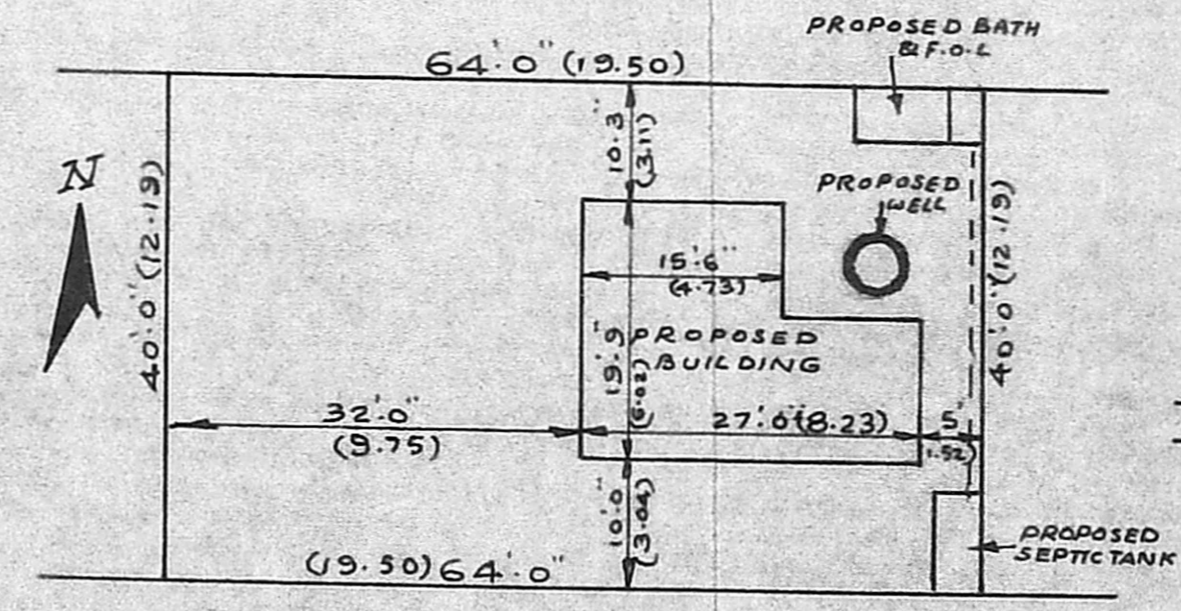 PROPOSED BATH
& F.O.L
64'.0" (19.50)
10'.3"
(3.11)
N
40'.0" (12.19)
PROPOSED
WELL
40'.0" (12.19)
15'.6"
(4.73)
19'.9"
(6.02)
PROPOSED
BUILDING
32'.0"
(9.75)
27'.0" (8.23)
5'
1.52)
10'.0"
(3.04)
PROPOSED
SEPTIC TANK
(19.50) 64'.0"